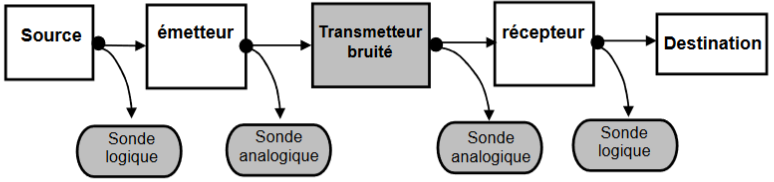 Source
émetteur
Transmetteur
bruité
récepteur
Destination
Sonde
logique
Sonde
analogique
Sonde
analogique
Sonde
logique